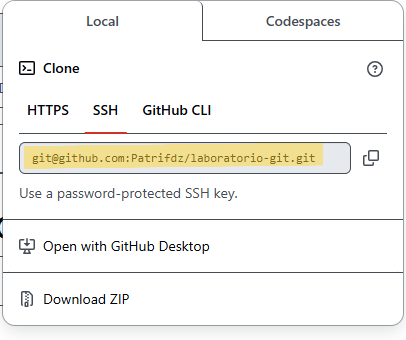 Local
Codespaces
Clone
HTTPS
SSH
GitHub CLI
git@github.com:Patrifdz/laboratorio-git.git
Use a password-protected SSH key.
Open with GitHub Desktop
Download ZIP